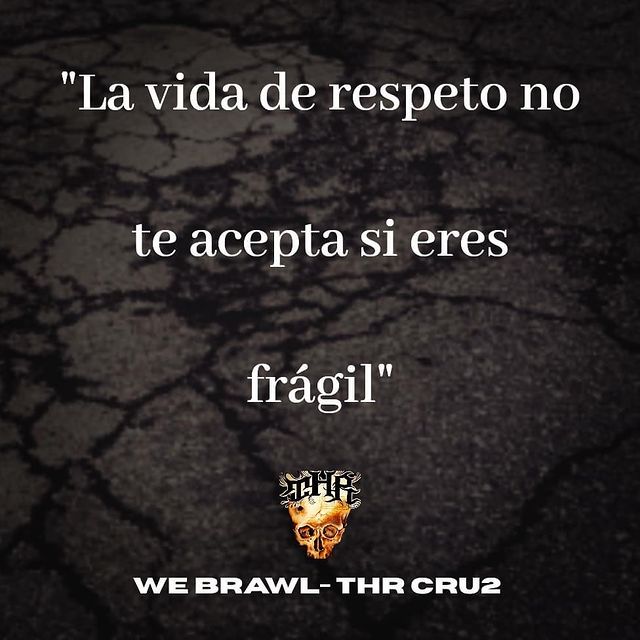 "La vida de respeto no
te acepta si eres
frágil"
THR
WE BRAWL- THR CRU2